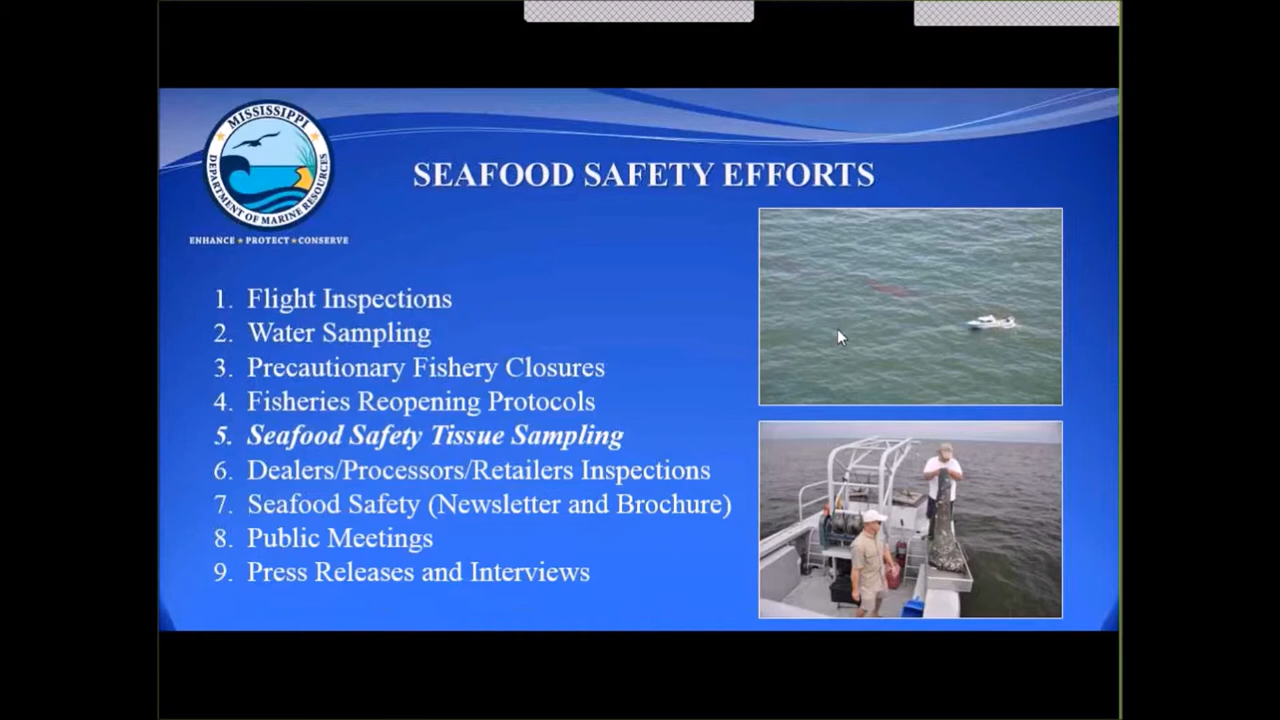 MISSISSIPPI
DEPARTMENT OF MARINE RESOURCES
ENHANCE ★ PROTECT ★ CONSERVE
SEAFOOD SAFETY EFFORTS
1. Flight Inspections
2. Water Sampling
3. Precautionary Fishery Closures
4. Fisheries Reopening Protocols
5. Seafood Safety Tissue Sampling
6. Dealers/Processors/Retailers Inspections
7. Seafood Safety (Newsletter and Brochure)
8. Public Meetings
9. Press Releases and Interviews